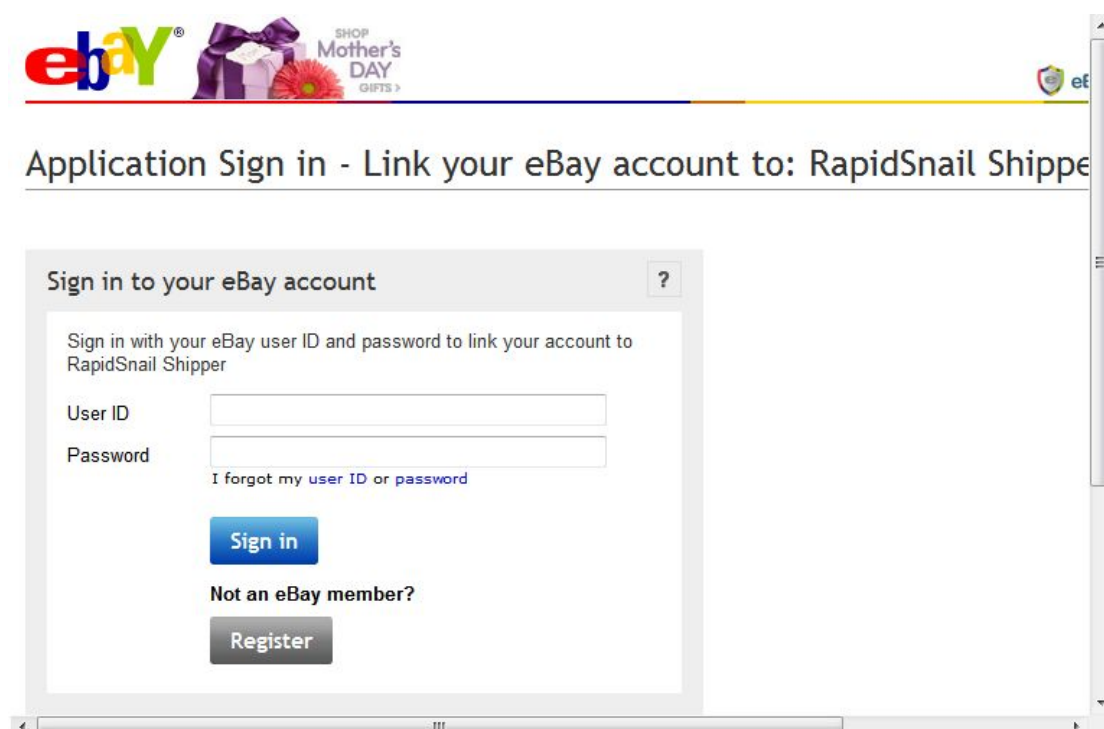 ebaY®
SHOP
Mother's
DAY
GIFTS >
Application Sign in - Link your eBay account to: RapidSnail Shippe
Sign in to your eBay account
?
Sign in with your eBay user ID and password to link your account to
RapidSnail Shipper
User ID
Password
I forgot my user ID or password
Sign in
Not an eBay member?
Register